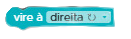 vire à direita ↻